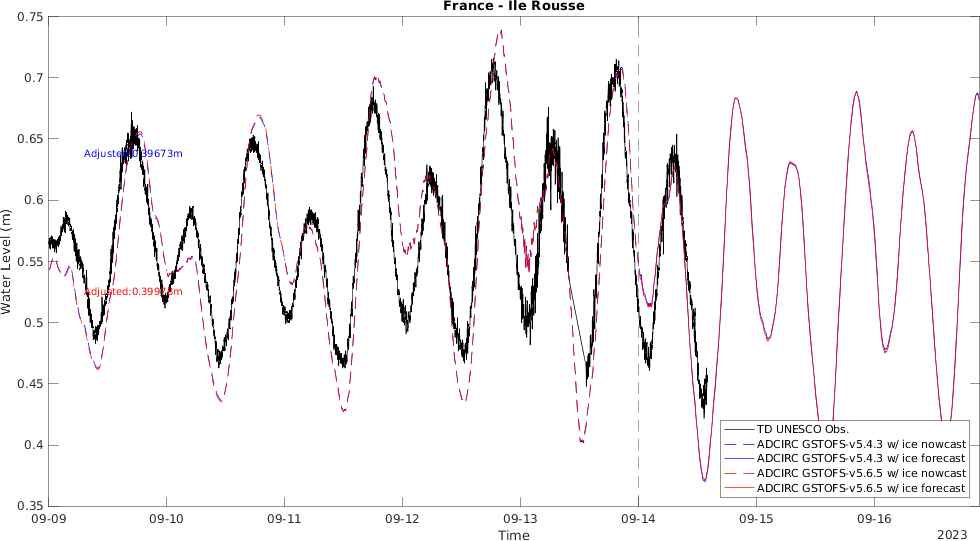 France - Ile Rousse
Water Level (m)
0.75
0.7
0.65
0.6
0.55
0.5
0.45
0.4
0.35
Adjusted:0.39673m
Adjusted:0.39978m
TD UNESCO Obs.
ADCIRC GSTOFS-v5.4.3 w/ ice nowcast
ADCIRC GSTOFS-v5.4.3 w/ ice forecast
ADCIRC GSTOFS-v5.6.5 w/ ice nowcast
ADCIRC GSTOFS-v5.6.5 w/ ice forecast
09-09 09-10 09-11 09-12 09-13 09-14 09-15 09-16
Time
2023